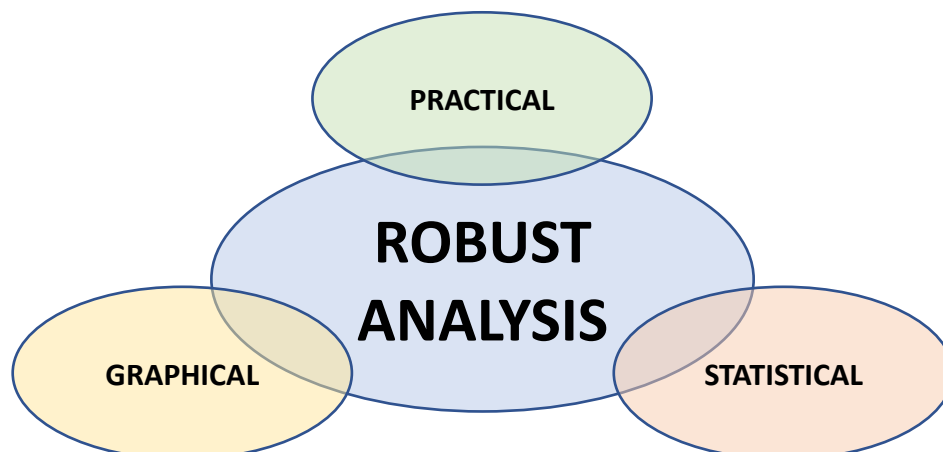 PRACTICAL
ROBUST
ANALYSIS
GRAPHICAL
STATISTICAL